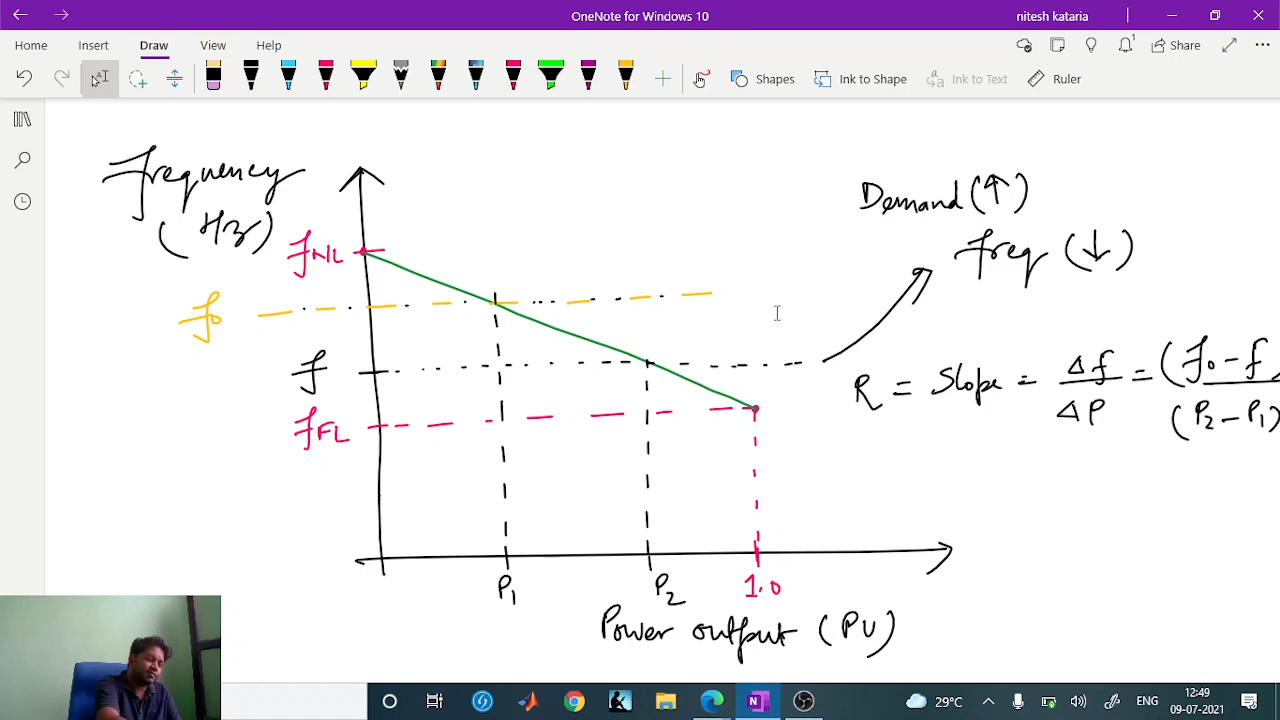 OneNote for Windows 10
nitesh kataria
Home Insert Draw View Help
Share
Shapes Ink to Shape Ink to Text Ruler
Frequency
(Hz)
Demand (↑)
freq (↓)
fNL
f0
f
fFL
R = Slope = Δf / ΔP = (f0 - f / (P2 - P1)
P1 P2 1.0
Power output (PU)
29°C ENG 12:49
09-07-2021